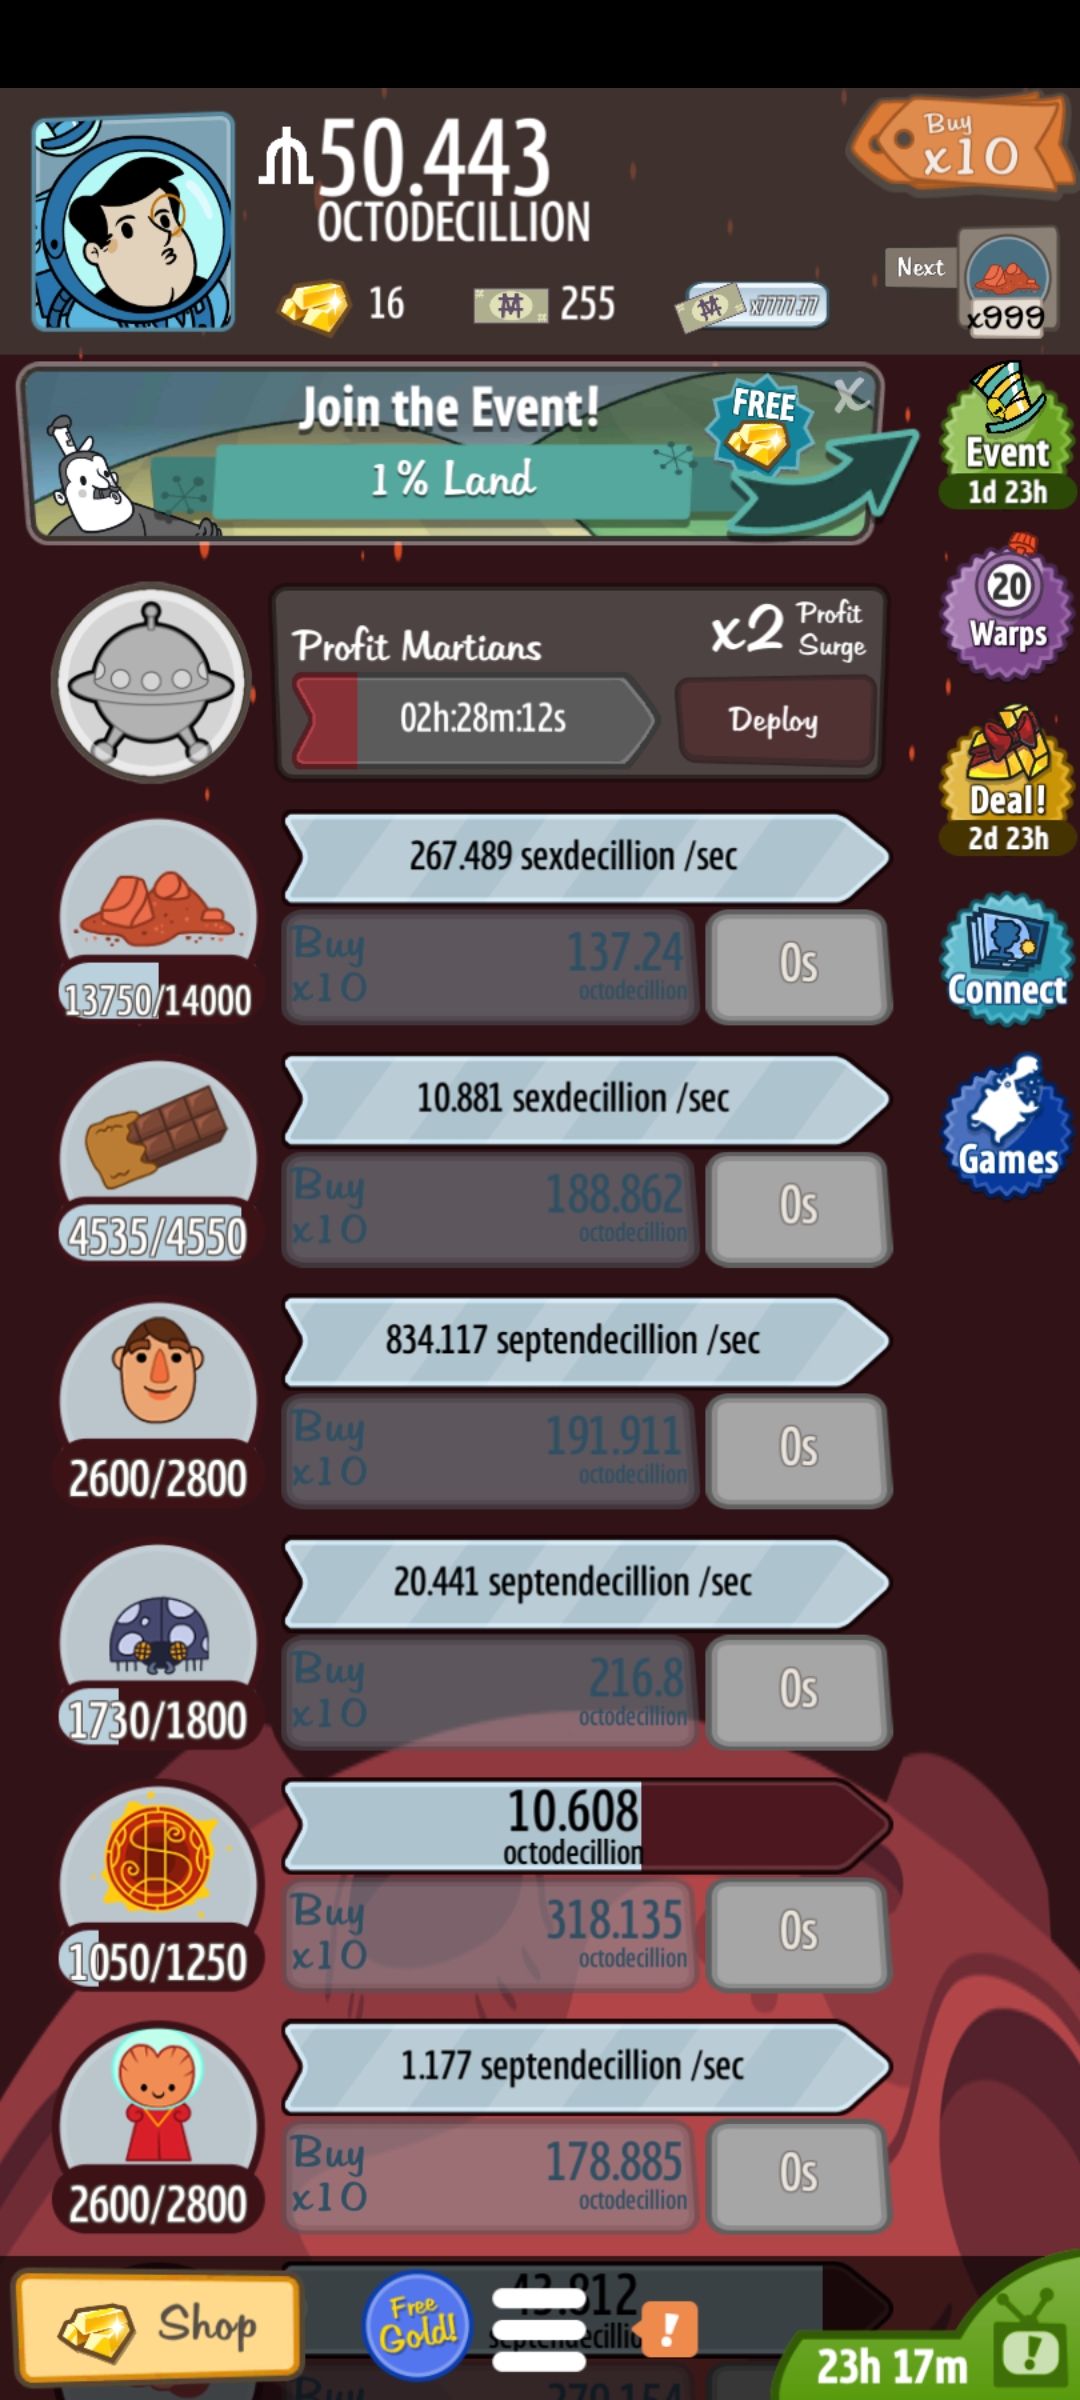 ₥50.443
OCTODECILLION
Buy
x10
16
255
x7777.77
Next
x999
Join the Event!
1% Land
FREE
X
Event
1d 23h
20
Warps
Profit Martians
x2 Profit
Surge
02h:28m:12s
Deploy
Deal!
2d 23h
267.489 sexdecillion /sec
Buy
x10
137.24
octodecillion
0s
13750/14000
Connect
10.881 sexdecillion /sec
Buy
x10
188.862
octodecillion
0s
4535/4550
Games
834.117 septendecillion /sec
Buy
x10
191.911
octodecillion
0s
2600/2800
20.441 septendecillion /sec
Buy
x10
216.8
octodecillion
0s
1730/1800
10.608
octodecillion
Buy
x10
318.135
octodecillion
0s
1050/1250
1.177 septendecillion /sec
Buy
x10
178.885
octodecillion
0s
2600/2800
Shop
Free
Gold!
43.812
!
23h 17m
!